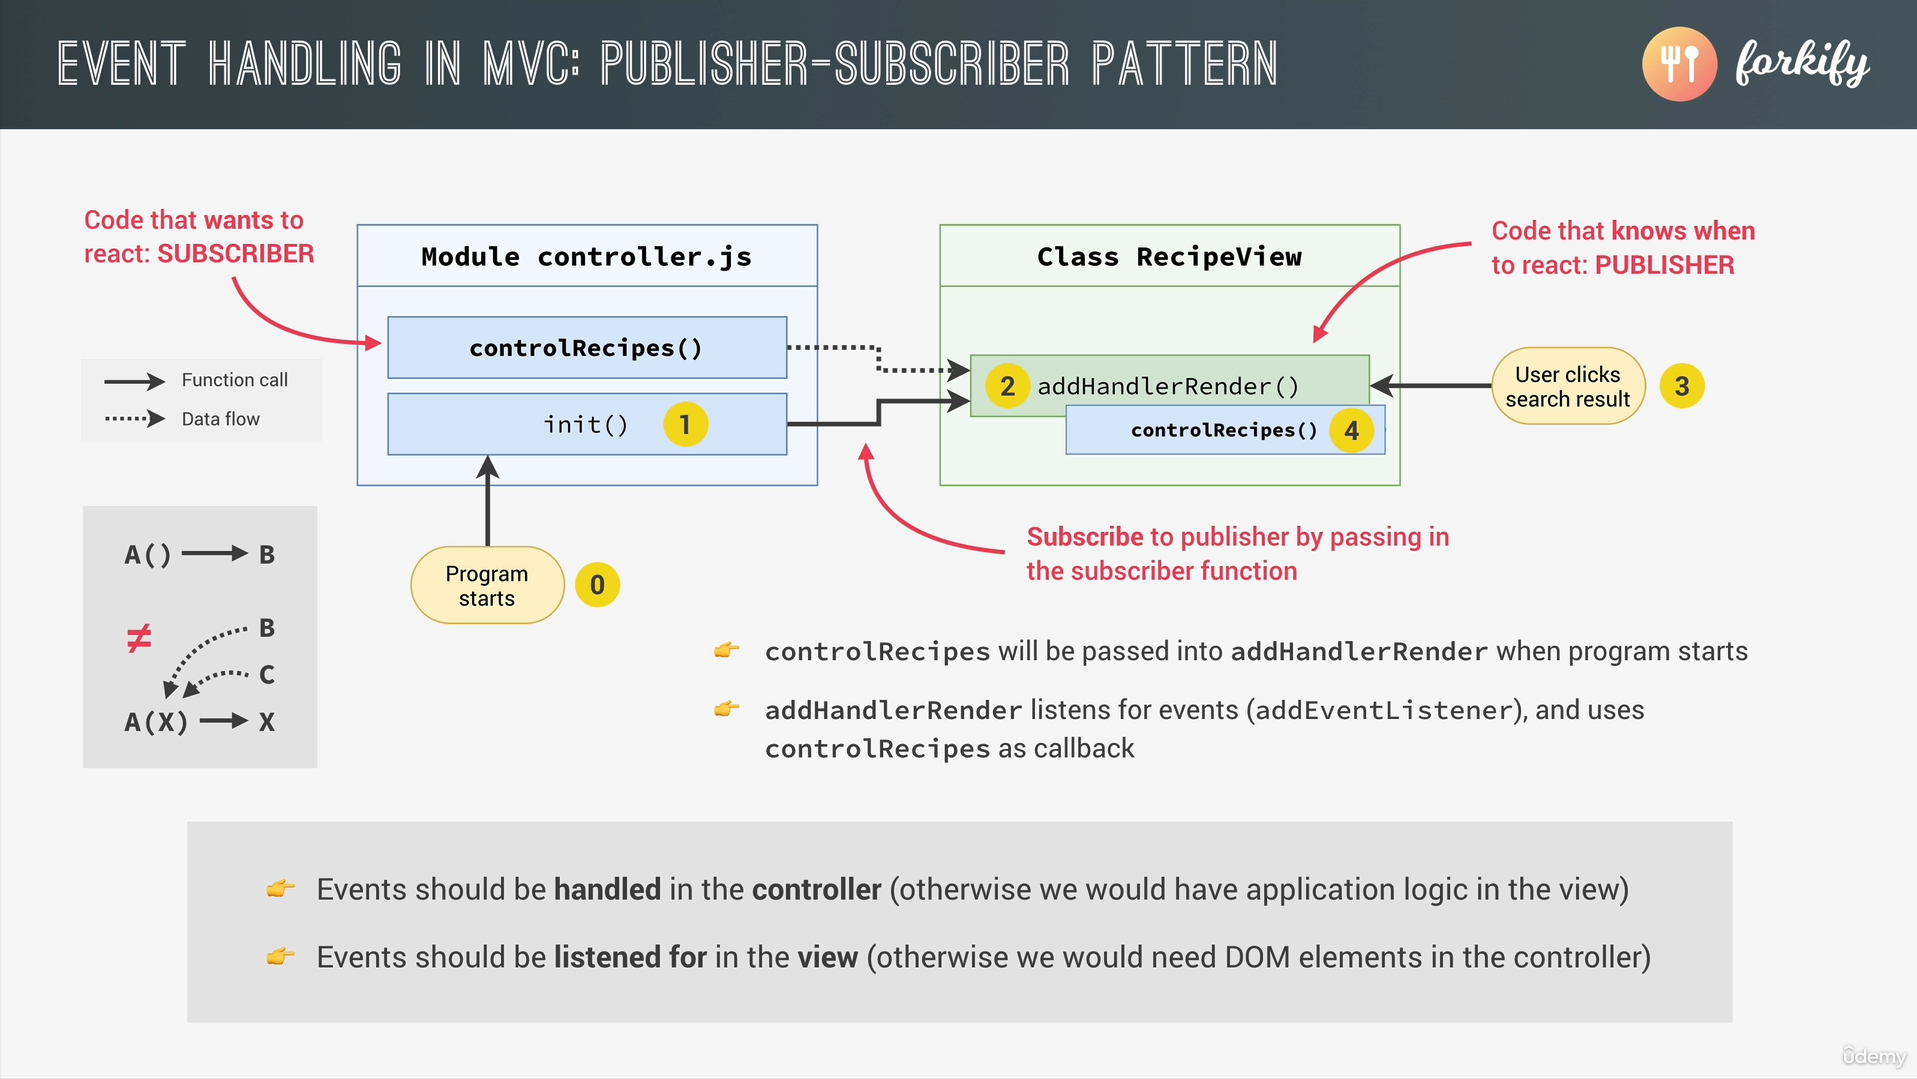 EVENT HANDLING IN MVC: PUBLISHER-SUBSCRIBER PATTERN
forkify
Code that wants to
react: SUBSCRIBER
Module controller.js
controlRecipes()
init() 1
Function call
Data flow
Program
starts
0
A() B
≠
B
C
A(X) X
Class RecipeView
2 addHandlerRender()
controlRecipes() 4
Code that knows when
to react: PUBLISHER
User clicks
search result
3
Subscribe to publisher by passing in
the subscriber function
👉 controlRecipes will be passed into addHandlerRender when program starts
👉 addHandlerRender listens for events (addEventListener), and uses
controlRecipes as callback
👉 Events should be handled in the controller (otherwise we would have application logic in the view)
👉 Events should be listened for in the view (otherwise we would need DOM elements in the controller)
ûdemy